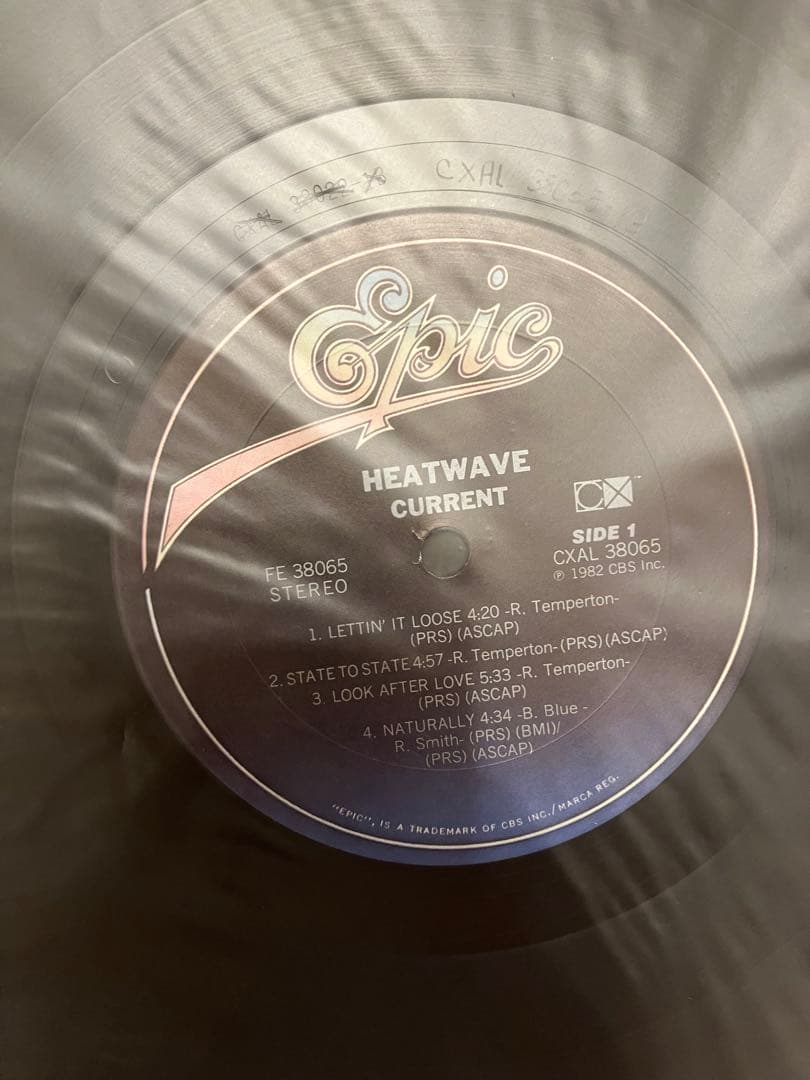 CXAL
Epic
HEATWAVE
CURRENT
CX™
FE 38065
STEREO
SIDE 1
CXAL 38065
℗ 1982 CBS Inc.
1. LETTIN' IT LOOSE 4:20 -R. Temperton-
(PRS) (ASCAP)
2. STATE TO STATE 4:57 -R. Temperton-(PRS)(ASCAP)
3. LOOK AFTER LOVE 5:33 -R. Temperton-
(PRS) (ASCAP)
4. NATURALLY 4:34 -B. Blue -
R. Smith- (PRS) (BMI)/
(PRS) (ASCAP)
"EPIC", IS A TRADEMARK OF CBS INC./MARCA REG.